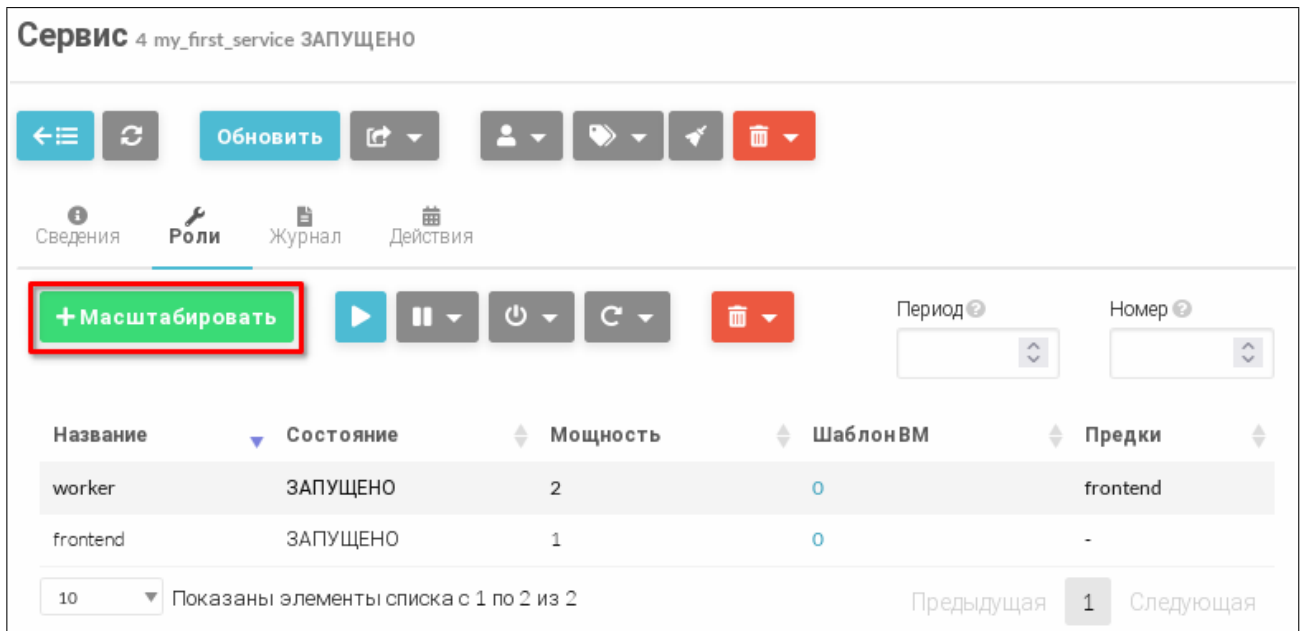 Сервис 4 my_first_service ЗАПУЩЕНО
Обновить
Сведения Роли Журнал Действия
+ Масштабировать Период Номер
Название Состояние Мощность Шаблон ВМ Предки
worker ЗАПУЩЕНО 2 0 frontend
frontend ЗАПУЩЕНО 1 0 -
10 Показаны элементы списка с 1 по 2 из 2 Предыдущая 1 Следующая